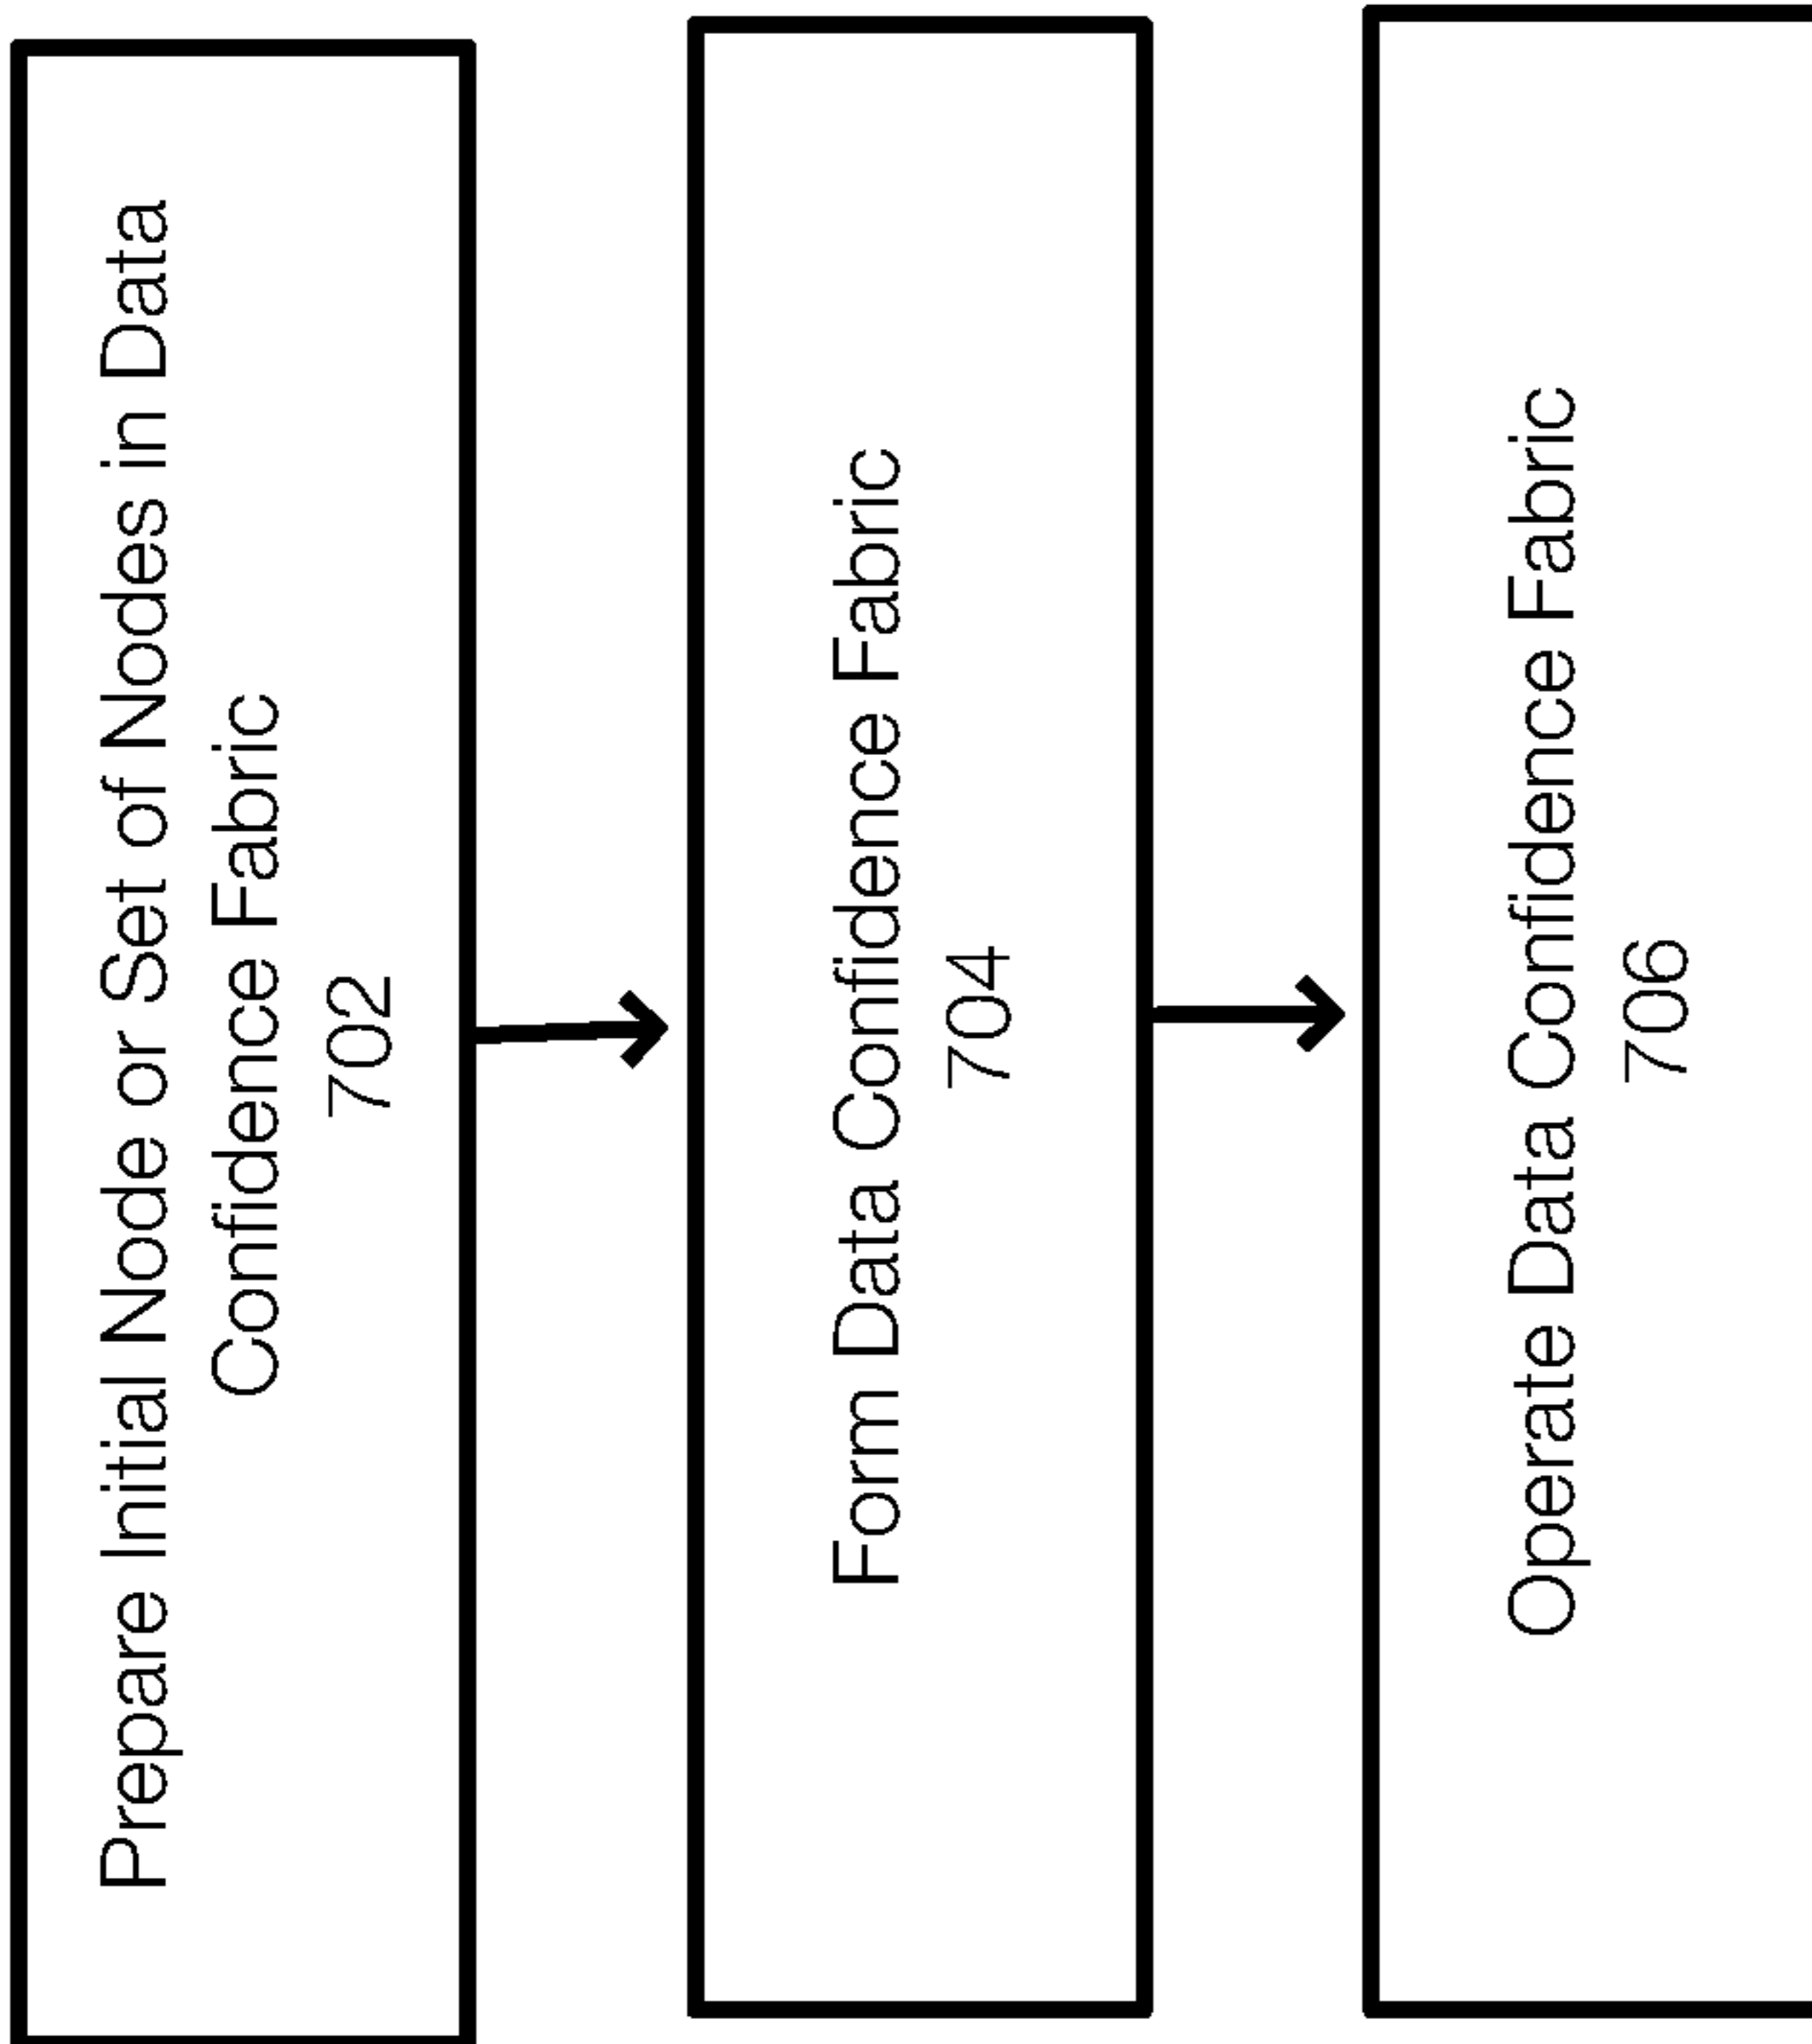 Prepare Initial Node or Set of Nodes in Data
Confidence Fabric
702
Form Data Confidence Fabric
704
Operate Data Confidence Fabric
706